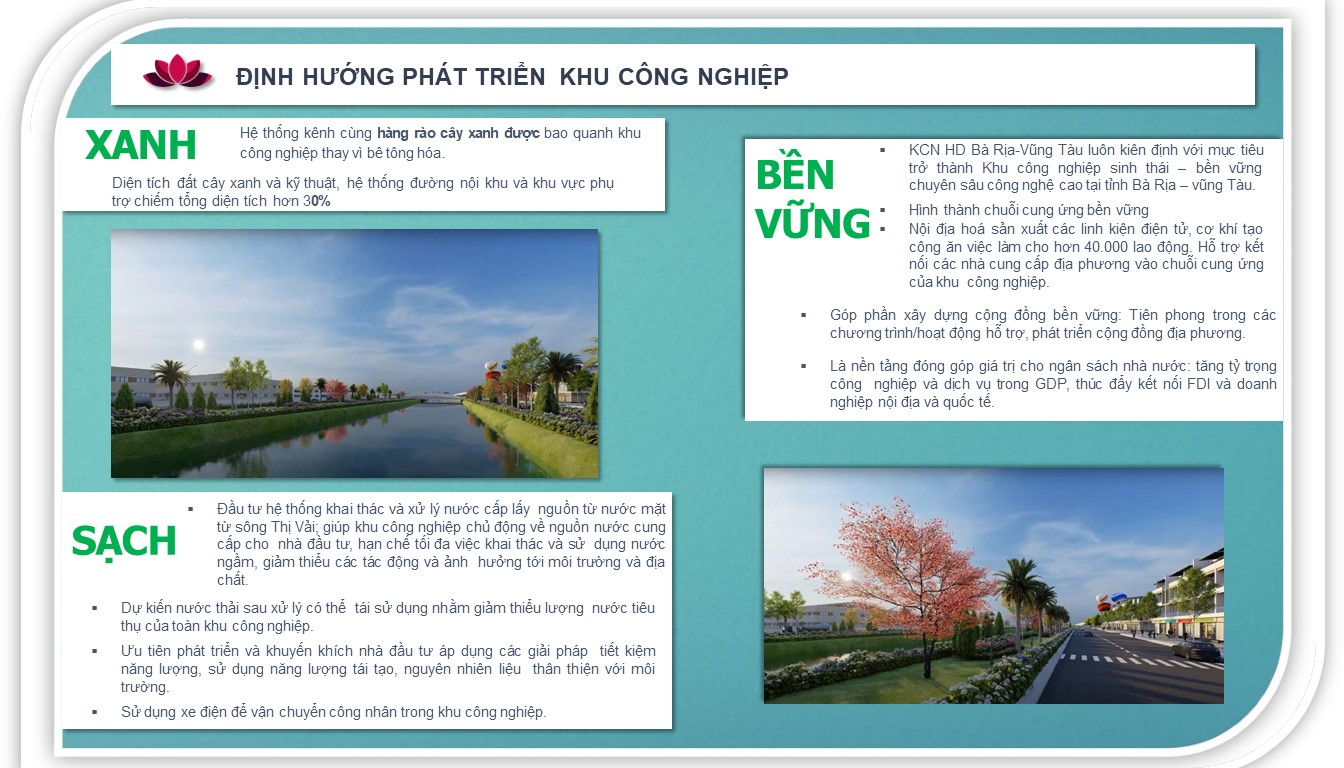 ĐỊNH HƯỚNG PHÁT TRIỂN KHU CÔNG NGHIỆP
XANH
Hệ thống kênh cùng hàng rào cây xanh được bao quanh khu
công nghiệp thay vì bê tông hóa.
Diện tích đất cây xanh và kỹ thuật, hệ thống đường nội khu và khu vực phụ
trợ chiếm tổng diện tích hơn 30%
SẠCH
▪ Đầu tư hệ thống khai thác và xử lý nước cấp lấy nguồn từ nước mặt
từ sông Thị Vải; giúp khu công nghiệp chủ động về nguồn nước cung
cấp cho nhà đầu tư, hạn chế tối đa việc khai thác và sử dụng nước
ngầm, giảm thiểu các tác động và ảnh hưởng tới môi trường và địa
chất.
▪ Dự kiến nước thải sau xử lý có thể tái sử dụng nhằm giảm thiểu lượng nước tiêu
thụ của toàn khu công nghiệp.
▪ Ưu tiên phát triển và khuyến khích nhà đầu tư áp dụng các giải pháp tiết kiệm
năng lượng, sử dụng năng lượng tái tạo, nguyên nhiên liệu thân thiện với môi
trường.
▪ Sử dụng xe điện để vận chuyển công nhân trong khu công nghiệp.
BỀN
VỮNG
▪ KCN HD Bà Rịa-Vũng Tàu luôn kiên định với mục tiêu
trở thành Khu công nghiệp sinh thái – bền vững
chuyên sâu công nghệ cao tại tỉnh Bà Rịa – vũng Tàu.
▪ Hình thành chuỗi cung ứng bền vững
▪ Nội địa hoá sản xuất các linh kiện điện tử, cơ khí tạo
công ăn việc làm cho hơn 40.000 lao động. Hỗ trợ kết
nối các nhà cung cấp địa phương vào chuỗi cung ứng
của khu công nghiệp.
▪ Góp phần xây dựng cộng đồng bền vững: Tiên phong trong các
chương trình/hoạt động hỗ trợ, phát triển cộng đồng địa phương.
▪ Là nền tảng đóng góp giá trị cho ngân sách nhà nước: tăng tỷ trọng
công nghiệp và dịch vụ trong GDP, thúc đẩy kết nối FDI và doanh
nghiệp nội địa và quốc tế.